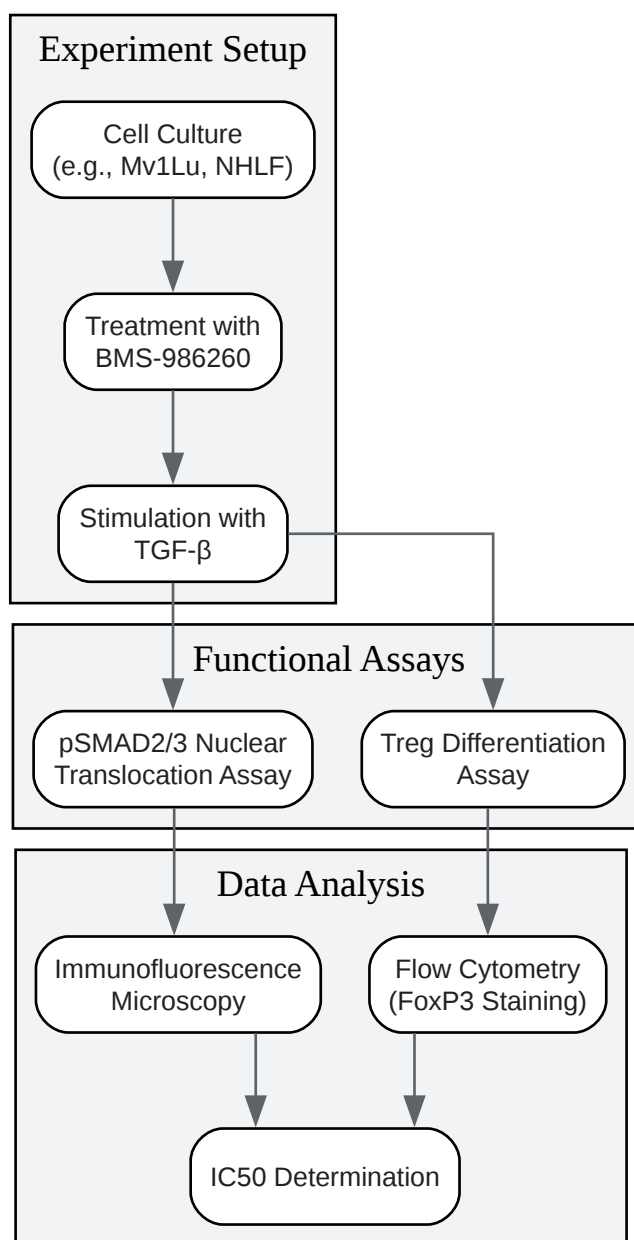 Experiment Setup
Cell Culture
(e.g., Mv1Lu, NHLF)
Treatment with
BMS-986260
Stimulation with
TGF-β
Functional Assays
pSMAD2/3 Nuclear
Translocation Assay
Treg Differentiation
Assay
Data Analysis
Immunofluorescence
Microscopy
Flow Cytometry
(FoxP3 Staining)
IC50 Determination